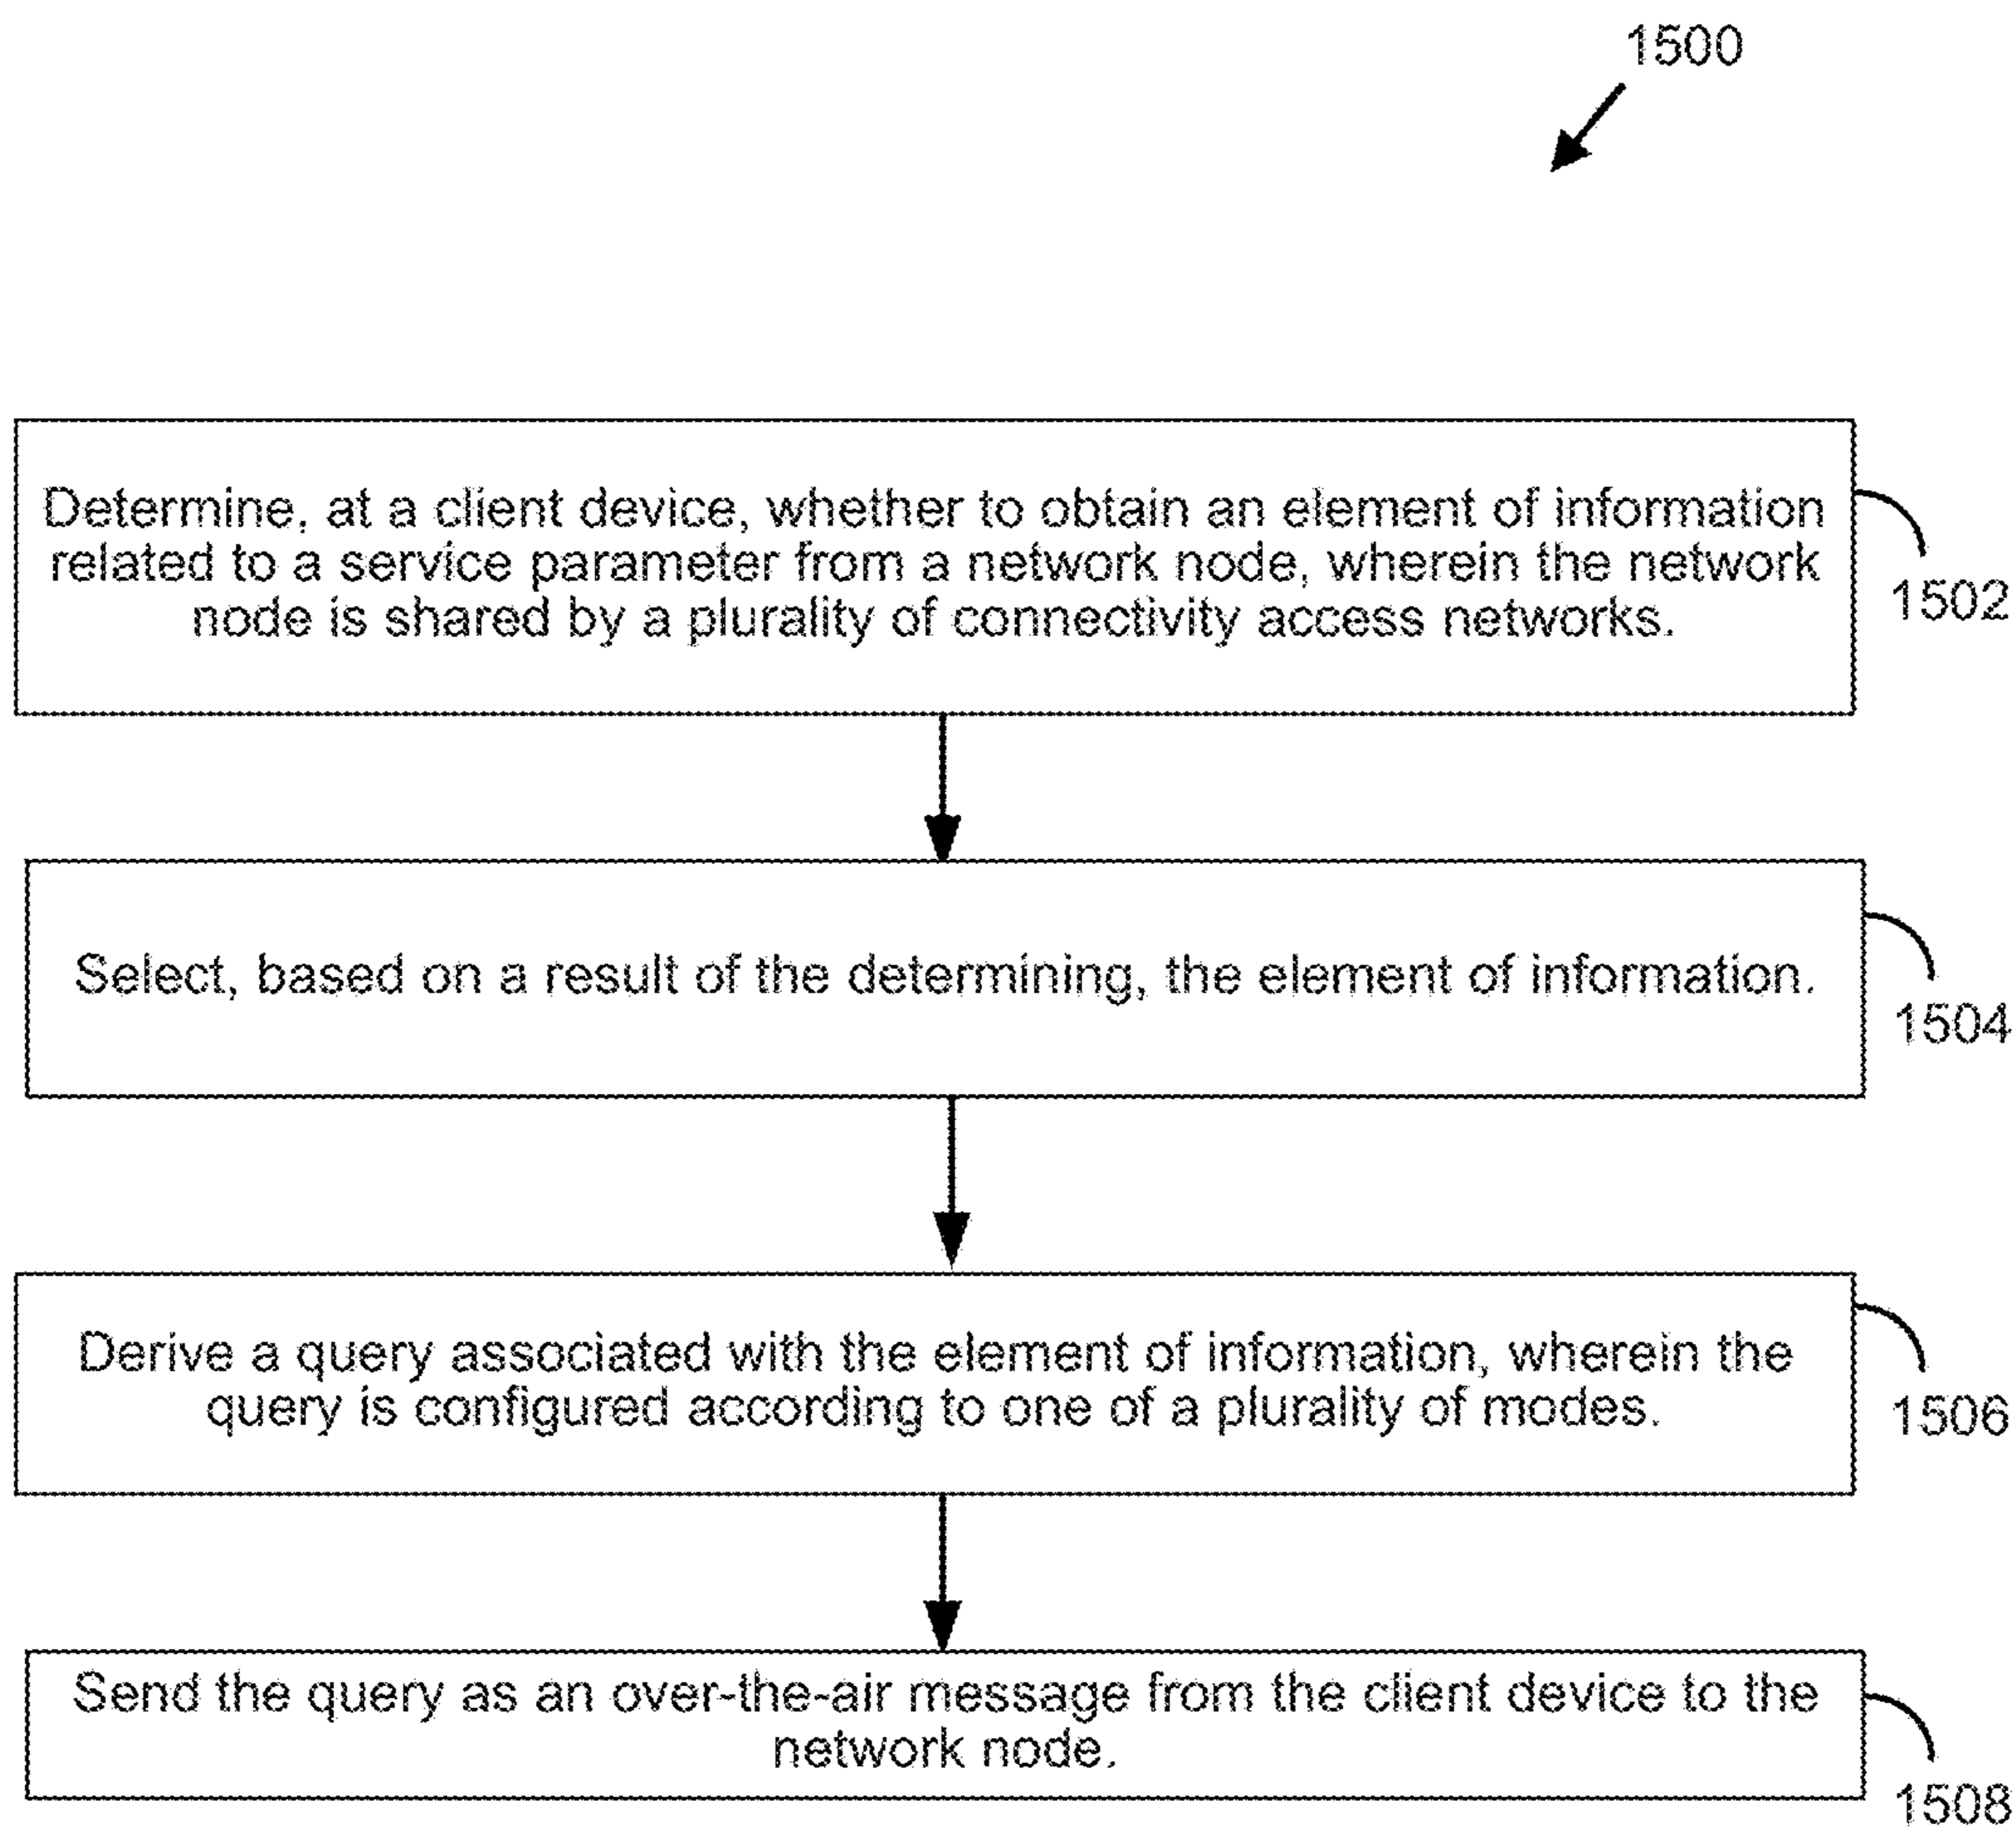 1500
Determine, at a client device, whether to obtain an element of information
related to a service parameter from a network node, wherein the network
node is shared by a plurality of connectivity access networks.
1502
Select, based on a result of the determining, the element of information.
1504
Derive a query associated with the element of information, wherein the
query is configured according to one of a plurality of modes.
1506
Send the query as an over-the-air message from the client device to the
network node.
1508